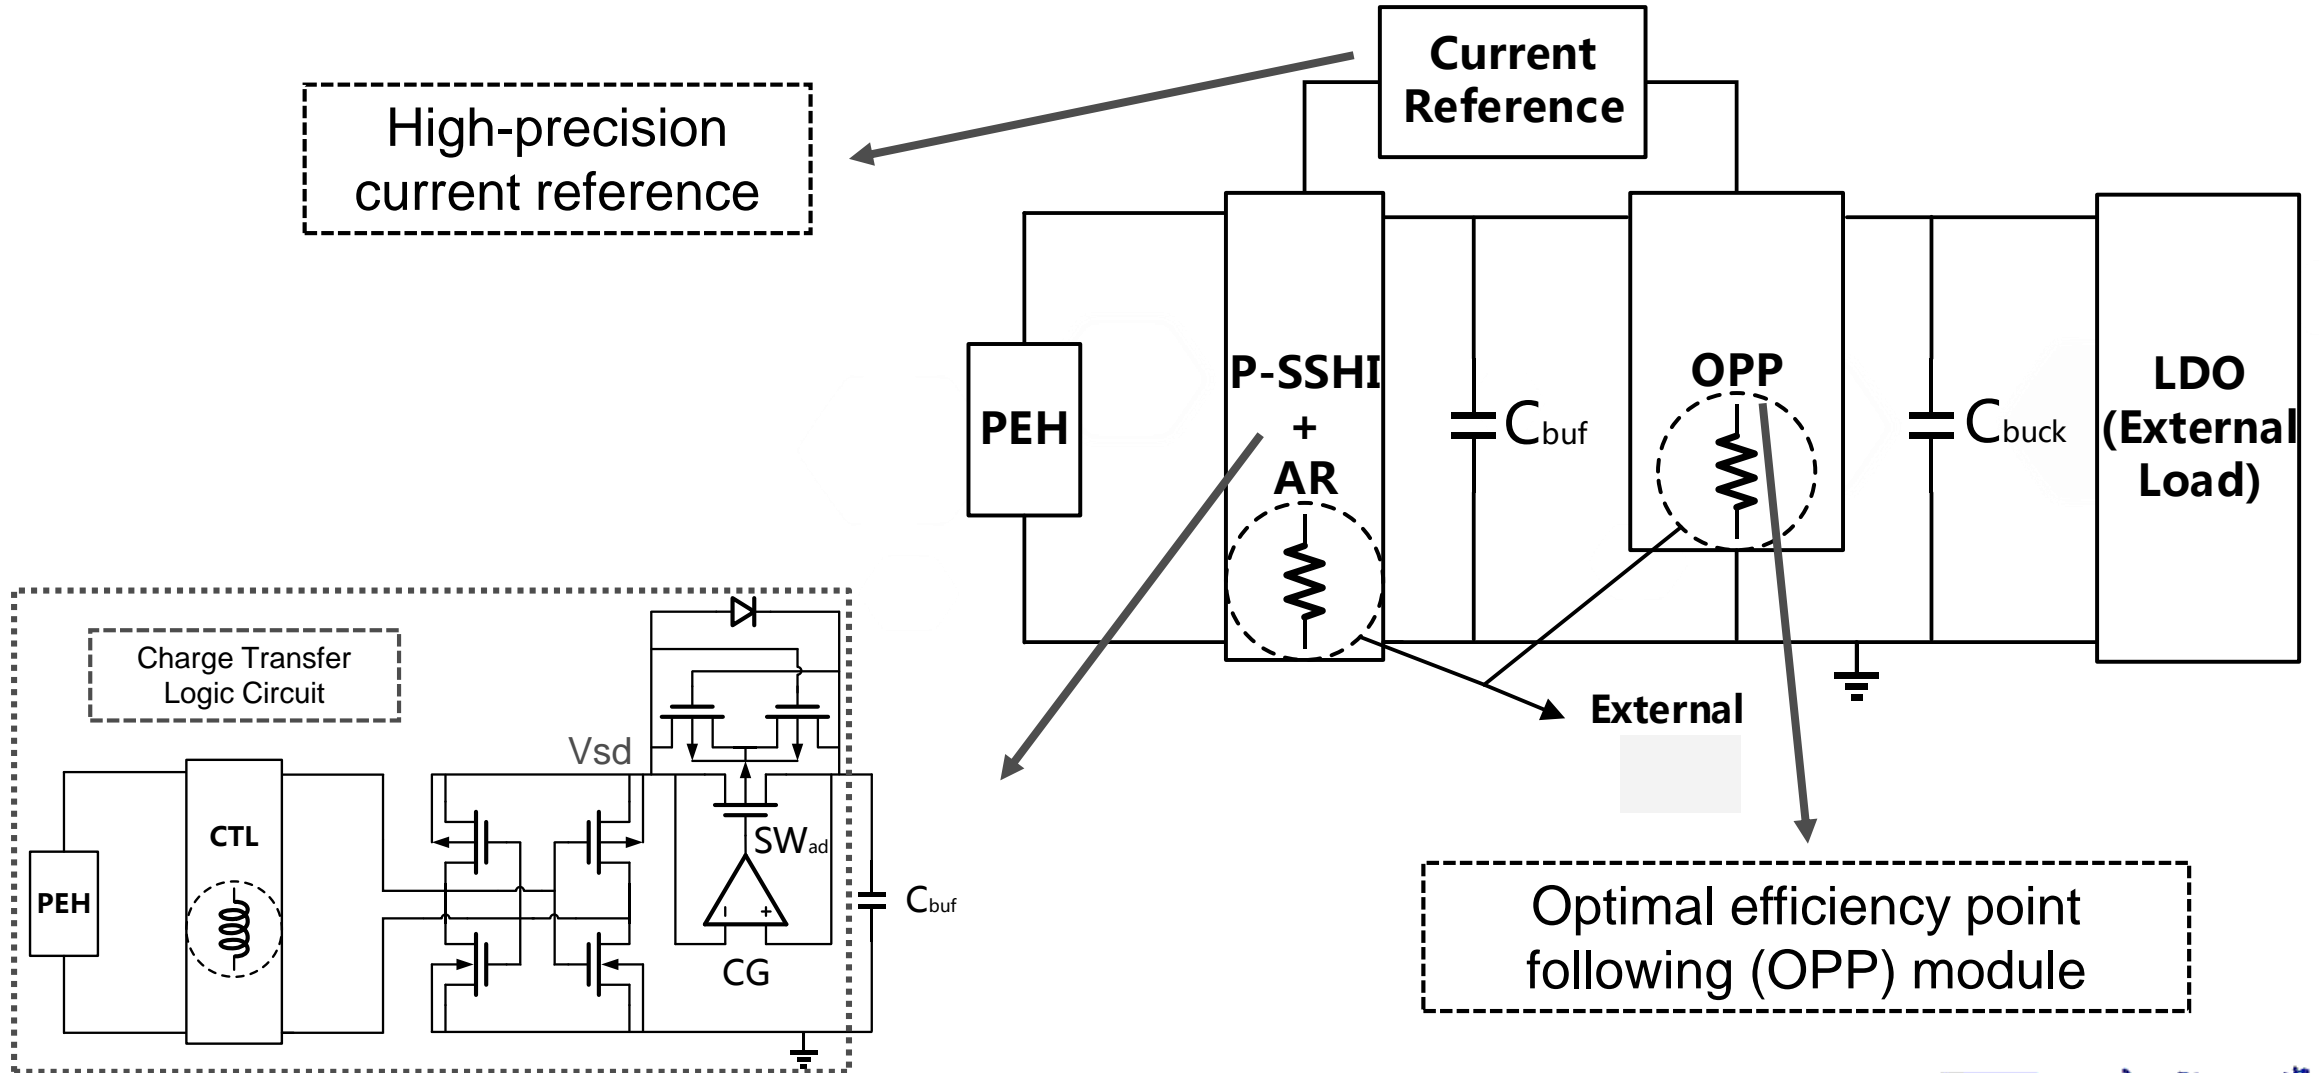 Current
Reference
High-precision
current reference
PEH
P-SSHI
+
AR
Cbuf
OPP
Cbuck
LDO
(External
Load)
External
Charge Transfer
Logic Circuit
Vsd
PEH
CTL
SWad
- +
CG
Cbuf
Optimal efficiency point
following (OPP) module